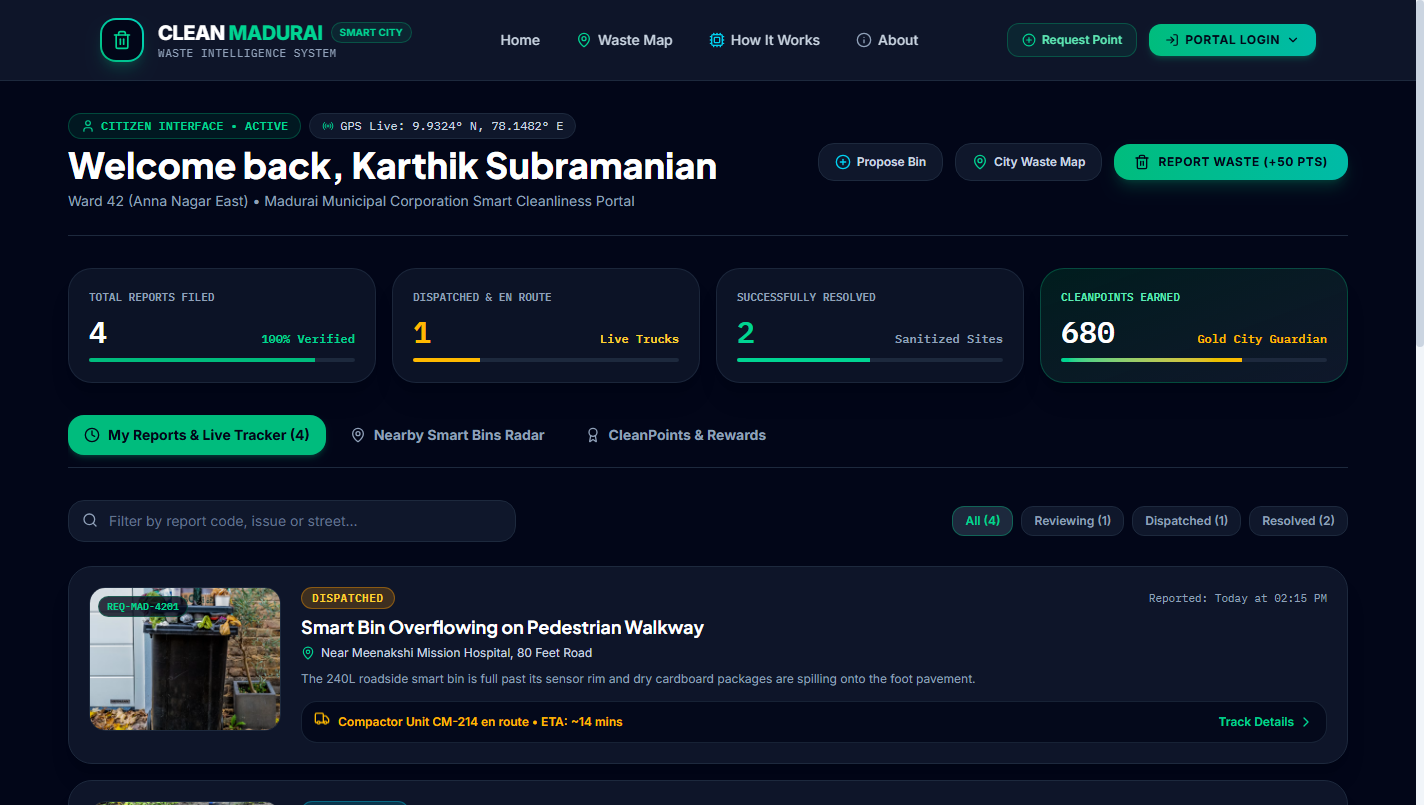 CLEAN MADURAI SMART CITY
WASTE INTELLIGENCE SYSTEM
Home
Waste Map
How It Works
About
Request Point
PORTAL LOGIN
CITIZEN INTERFACE • ACTIVE
GPS Live: 9.9324° N, 78.1482° E
Welcome back, Karthik Subramanian
Ward 42 (Anna Nagar East) • Madurai Municipal Corporation Smart Cleanliness Portal
Propose Bin
City Waste Map
REPORT WASTE (+50 PTS)
TOTAL REPORTS FILED
4
100% Verified
DISPATCHED & EN ROUTE
1
Live Trucks
SUCCESSFULLY RESOLVED
2
Sanitized Sites
CLEANPOINTS EARNED
680
Gold City Guardian
My Reports & Live Tracker (4)
Nearby Smart Bins Radar
CleanPoints & Rewards
Filter by report code, issue or street...
All (4)
Reviewing (1)
Dispatched (1)
Resolved (2)
REQ-MAD-4201
DISPATCHED
Reported: Today at 02:15 PM
Smart Bin Overflowing on Pedestrian Walkway
Near Meenakshi Mission Hospital, 80 Feet Road
The 240L roadside smart bin is full past its sensor rim and dry cardboard packages are spilling onto the foot pavement.
Compactor Unit CM-214 en route • ETA: ~14 mins
Track Details